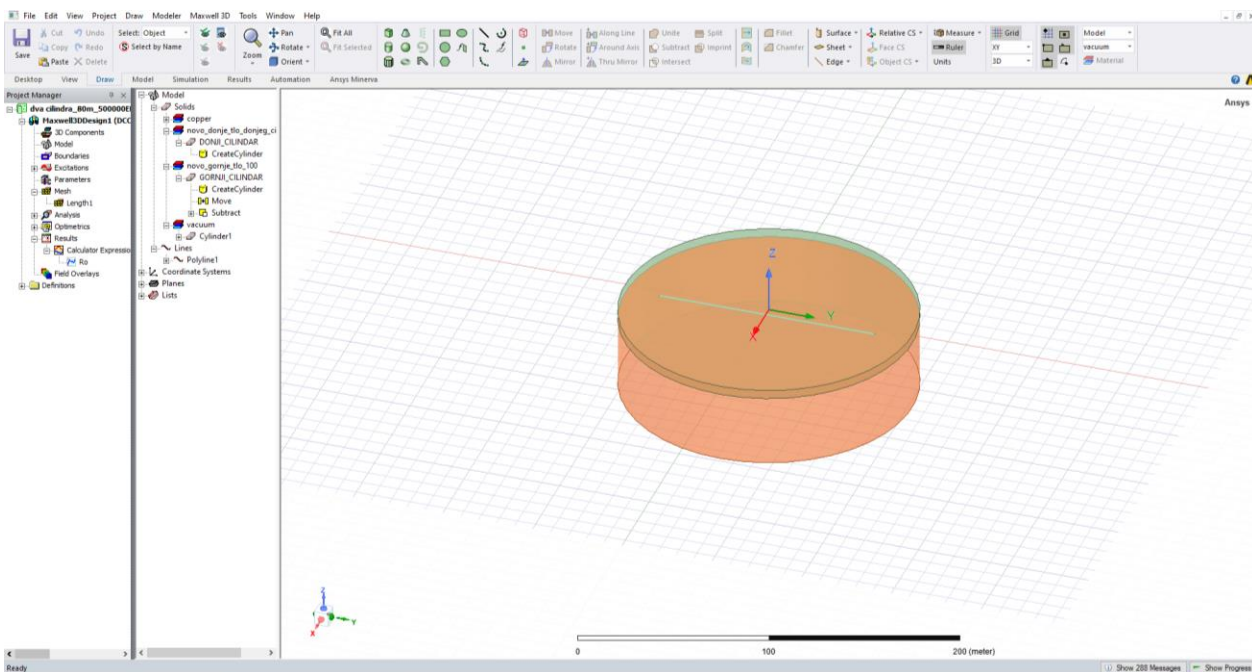 File Edit View Project Draw Modeler Maxwell 3D Tools Window Help
Save
Cut Undo
Copy Redo
Paste Delete
Select: Object
Select by Name
Zoom
Pan
Rotate
Orient
Fit All
Fit Selected
Move Along Line Unite Split Fillet
Rotate Around Axis Subtract Imprint Chamfer
Mirror Thru Mirror Intersect
Surface Relative CS
Sheet Face CS
Edge Object CS
Measure Grid
Ruler XY
Units 3D
Model
vacuum
Material
Desktop View Draw Model Simulation Results Automation Ansys Minerva
Project Manager
dva cilindra_80m_500000El
Maxwell3DDesign1 (DCC
3D Components
Model
Boundaries
Excitations
Parameters
Mesh
Length1
Analysis
Optimetrics
Results
Calculator Expressio
Ro
Field Overlays
Definitions
Model
Solids
copper
novo_donje_tlo_donjeg_ci
DONJI_CILINDAR
CreateCylinder
novo_gornje_tlo_100
GORNJI_CILINDAR
CreateCylinder
Move
Subtract
vacuum
Cylinder1
Lines
Polyline1
Coordinate Systems
Planes
Lists
Ansys
Z
Y
X
Z
Y
X
0 100 200 (meter)
Ready
Show 288 Messages Show Progress